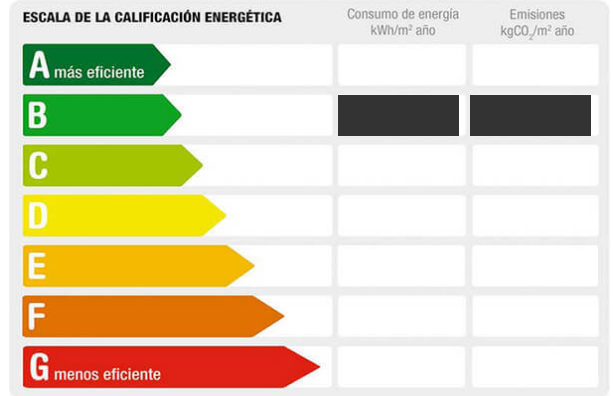 ESCALA DE LA CALIFICACIÓN ENERGÉTICA
Consumo de energía
kWh/m² año
Emisiones
kgCO₂/m² año
A más eficiente
B
C
D
E
F
G menos eficiente